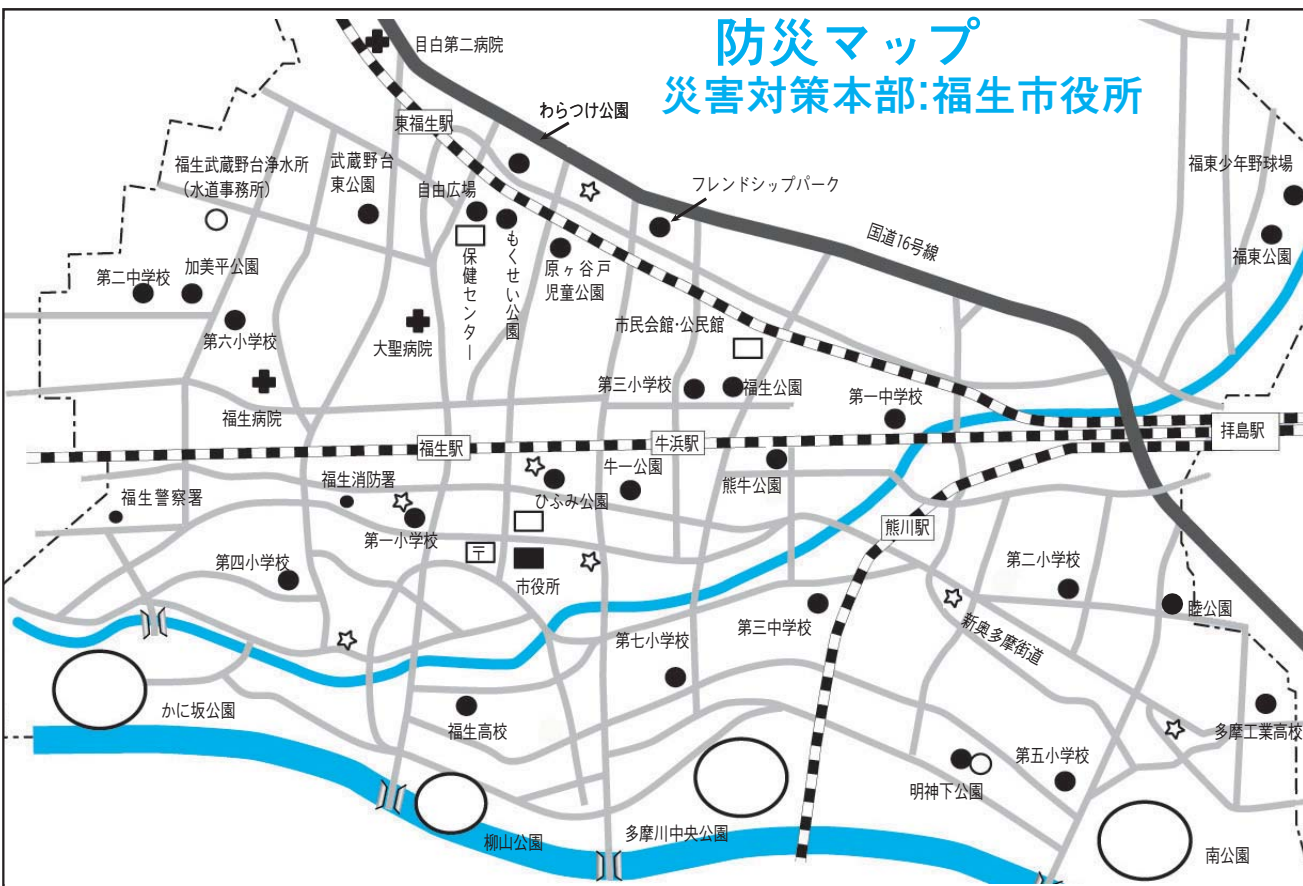 防災マップ
災害対策本部:福生市役所
目白第二病院
東福生駅
わらつけ公園
福生武蔵野台浄水所
（水道事務所）
武蔵野台
東公園
自由広場
フレンドシップパーク
福東少年野球場
国道16号線
福東公園
第二中学校
加美平公園
保健センター
もくせい公園
原ヶ谷戸
児童公園
第六小学校
大聖病院
市民会館・公民館
福生病院
第三小学校
福生公園
第一中学校
福生駅
牛浜駅
拝島駅
福生警察署
福生消防署
ひふみ公園
牛一公園
熊牛公園
熊川駅
第一小学校
第四小学校
〒
市役所
第二小学校
睦公園
第三中学校
新奥多摩街道
第七小学校
かに坂公園
福生高校
多摩工業高校
明神下公園
第五小学校
柳山公園
多摩川中央公園
南公園